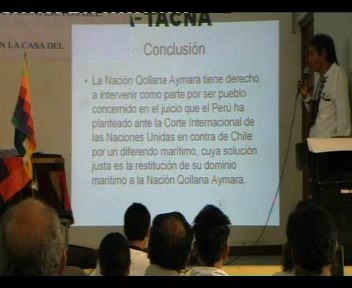 -TACNA
N LA CASA DEL
Conclusión
• La Nación Qollana Aymara tiene derecho
a intervenir como parte por ser pueblo
concernido en el juicio que el Perú ha
planteado ante la Corte Internacional de
las Naciones Unidas en contra de Chile
por un diferendo marítimo, cuya solución
justa es la restitución de su dominio
marítimo a la Nación Qollana Aymara.